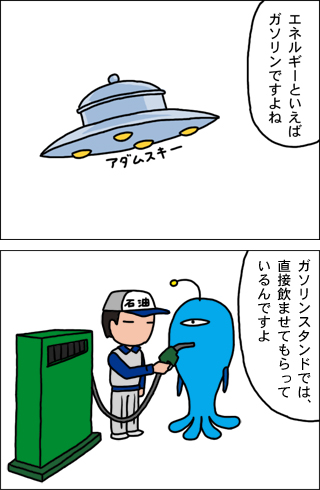 エネルギーといえば
ガソリンですよね
アダムスキー
ガソリンスタンドでは、
直接飲ませてもらって
いるんですよ
石油